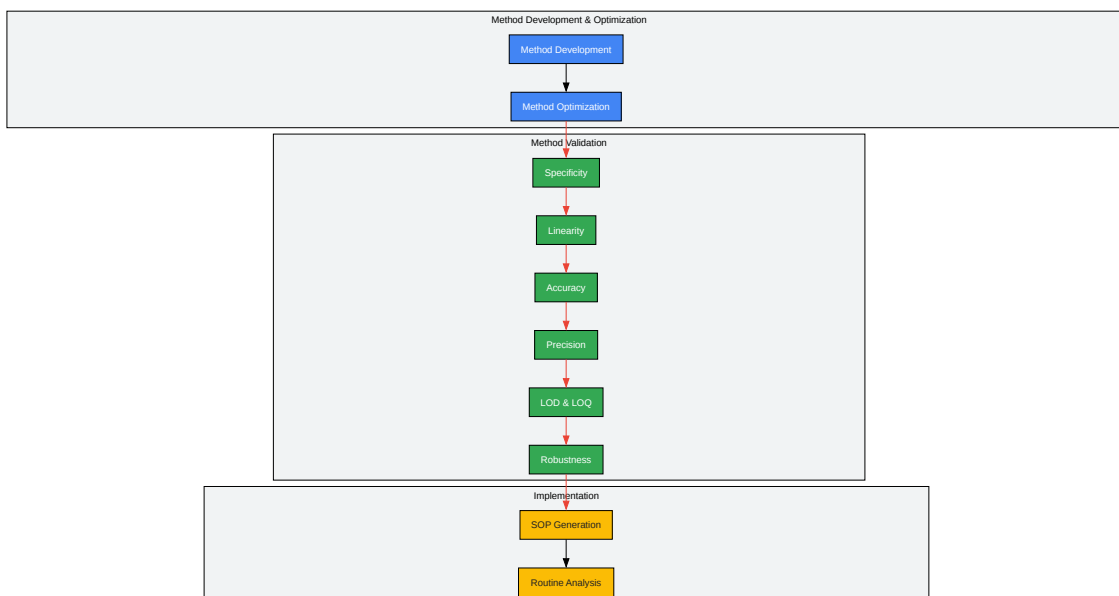 Method Development & Optimization
Method Development
Method Optimization
Method Validation
Specificity
Linearity
Accuracy
Precision
LOD & LOQ
Robustness
Implementation
SOP Generation
Routine Analysis